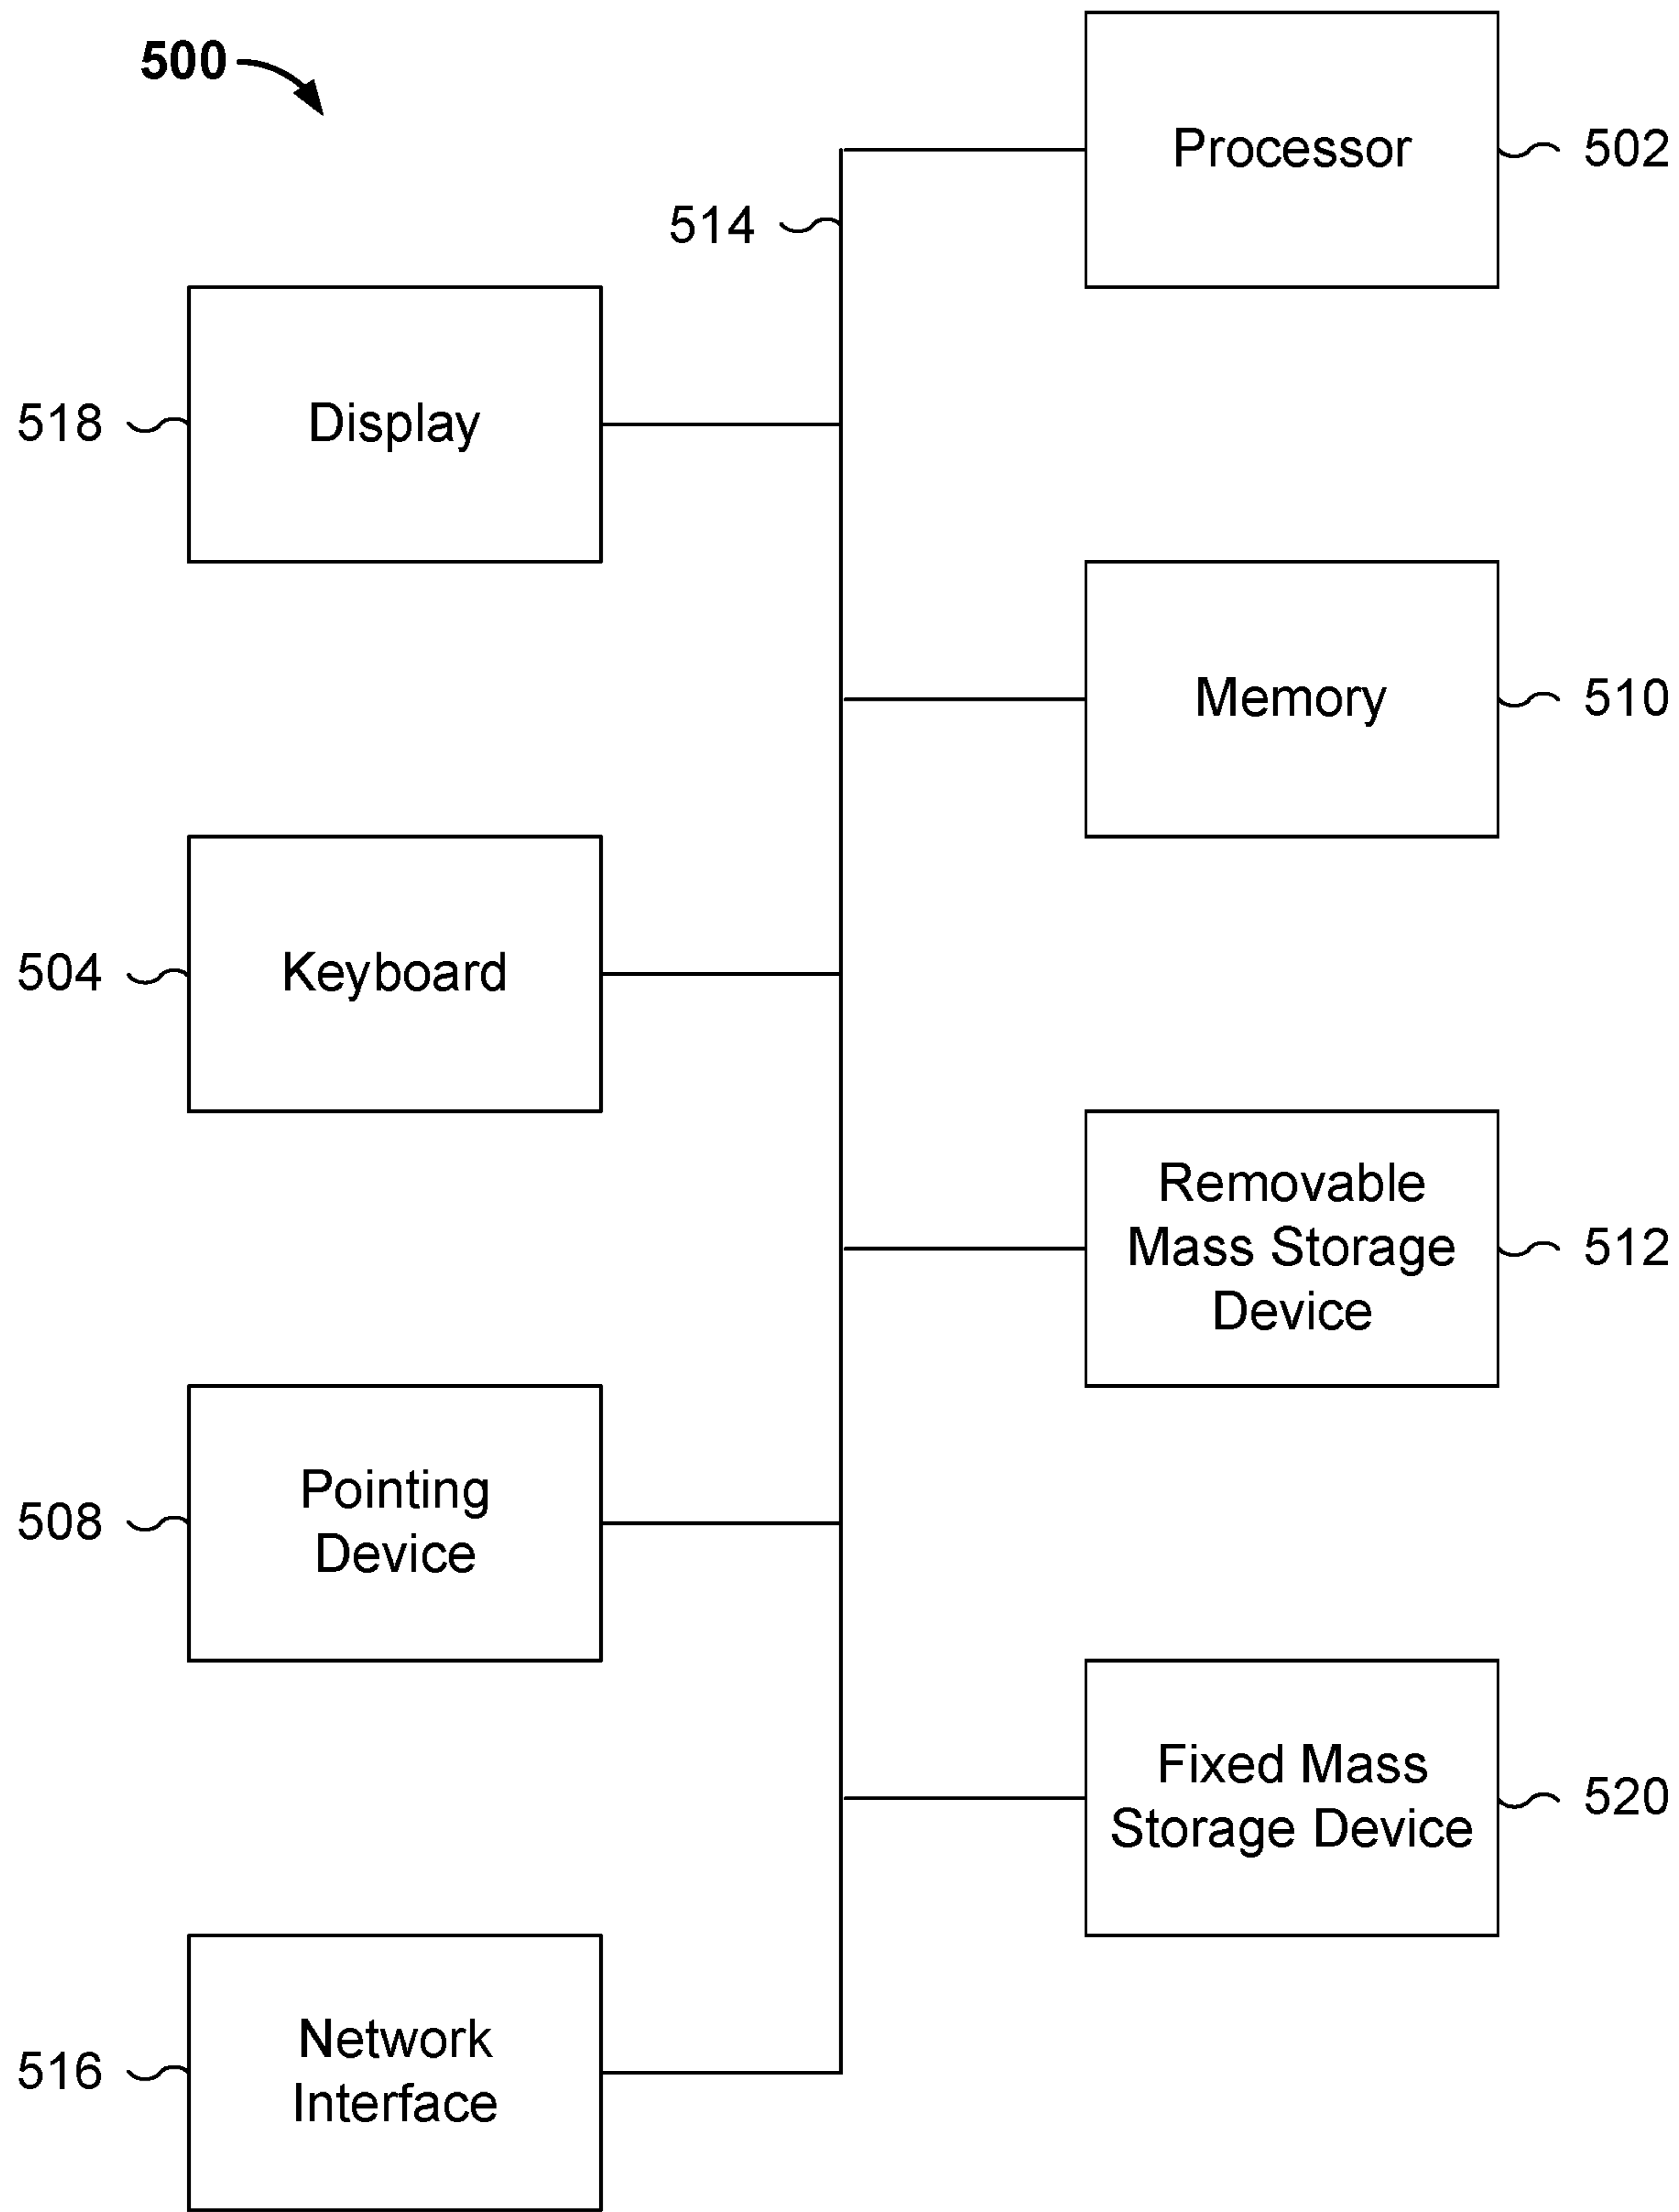 500
Processor
502
514
Display
518
Memory
510
Keyboard
504
Removable
Mass Storage
Device
512
Pointing
Device
508
Fixed Mass
Storage Device
520
Network
Interface
516